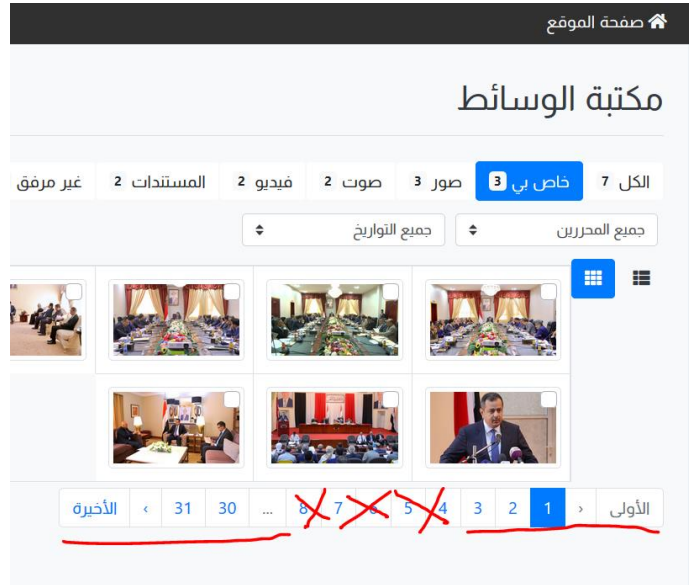 صفحة الموقع
مكتبة الوسائط
الكل 7 خاص بي 3 صور 3 صوت 2 فيديو 2 المستندات 2 غير مرفق
جميع المحررين جميع التواريخ
الأولى ‹ 1 2 3 4 5 6 7 8 ... 30 31 › الأخيرة